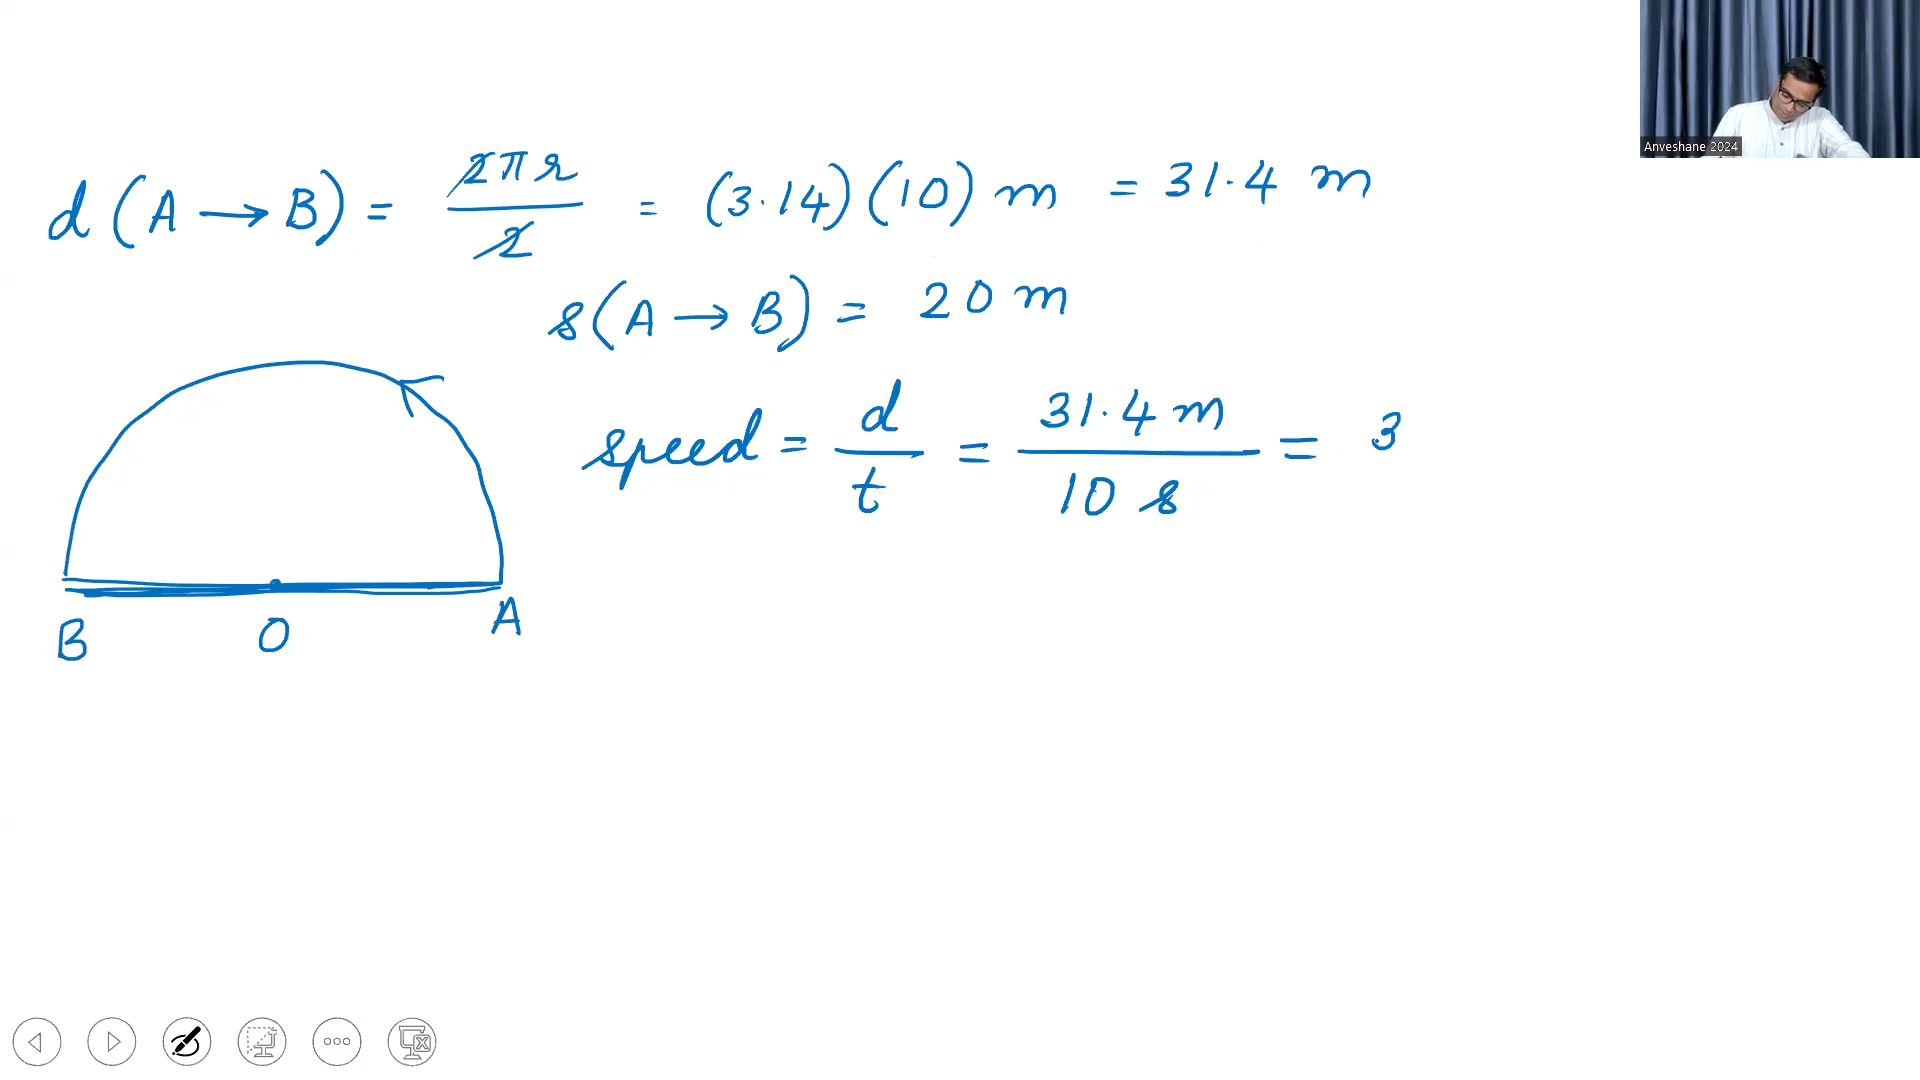 Anveshane 2024
d(A → B) = 2πr / 2 = (3.14)(10) m = 31.4 m
s(A → B) = 20 m
speed = d / t = 31.4 m / 10 s = 3
B O A